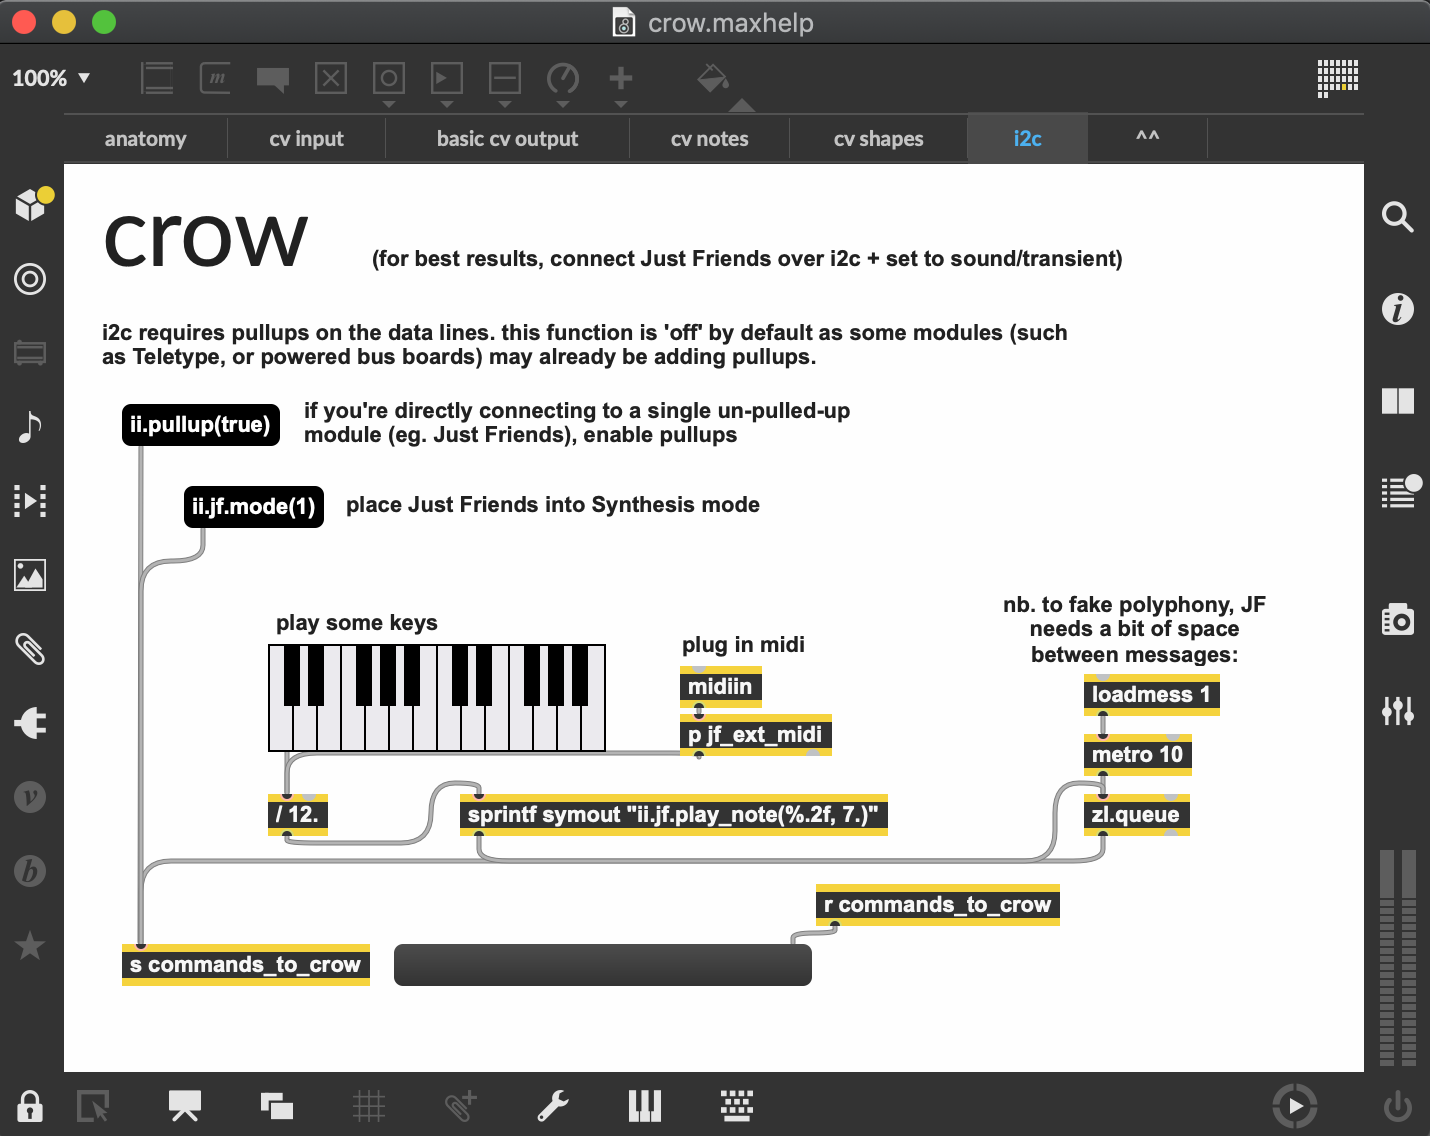 crow.maxhelp
100%
anatomy
cv input
basic cv output
cv notes
cv shapes
i2c
^^
crow
(for best results, connect Just Friends over i2c + set to sound/transient)
i2c requires pullups on the data lines. this function is 'off' by default as some modules (such
as Teletype, or powered bus boards) may already be adding pullups.
ii.pullup(true)
if you're directly connecting to a single un-pulled-up
module (eg. Just Friends), enable pullups
ii.jf.mode(1)
place Just Friends into Synthesis mode
play some keys
plug in midi
midiin
p jf_ext_midi
nb. to fake polyphony, JF
needs a bit of space
between messages:
loadmess 1
metro 10
zl.queue
/ 12.
sprintf symout "ii.jf.play_note(%.2f, 7.)"
r commands_to_crow
s commands_to_crow